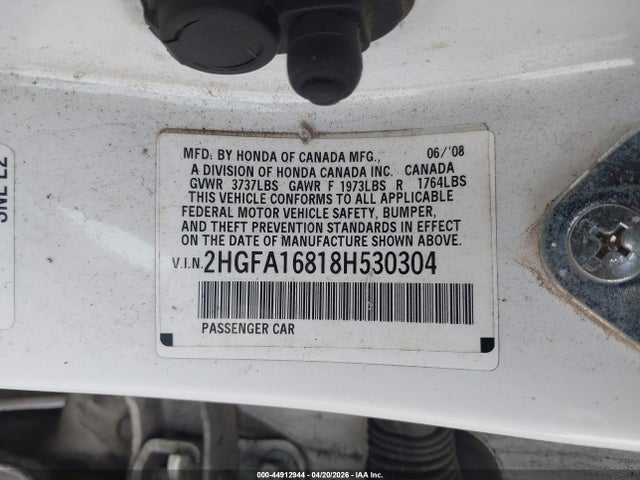 MFD: BY HONDA OF CANADA MFG., 06/'08
A DIVISION OF HONDA CANADA INC. CANADA
GVWR 3737LBS GAWR F 1973LBS R 1764LBS
THIS VEHICLE CONFORMS TO ALL APPLICABLE
FEDERAL MOTOR VEHICLE SAFETY, BUMPER,
AND THEFT PREVENTION STANDARDS IN EFFECT
ON THE DATE OF MANUFACTURE SHOWN ABOVE.
V.I.N. 2HGFA16818H530304
PASSENGER CAR
000-44912944 | 04/20/2026 | IAA Inc.